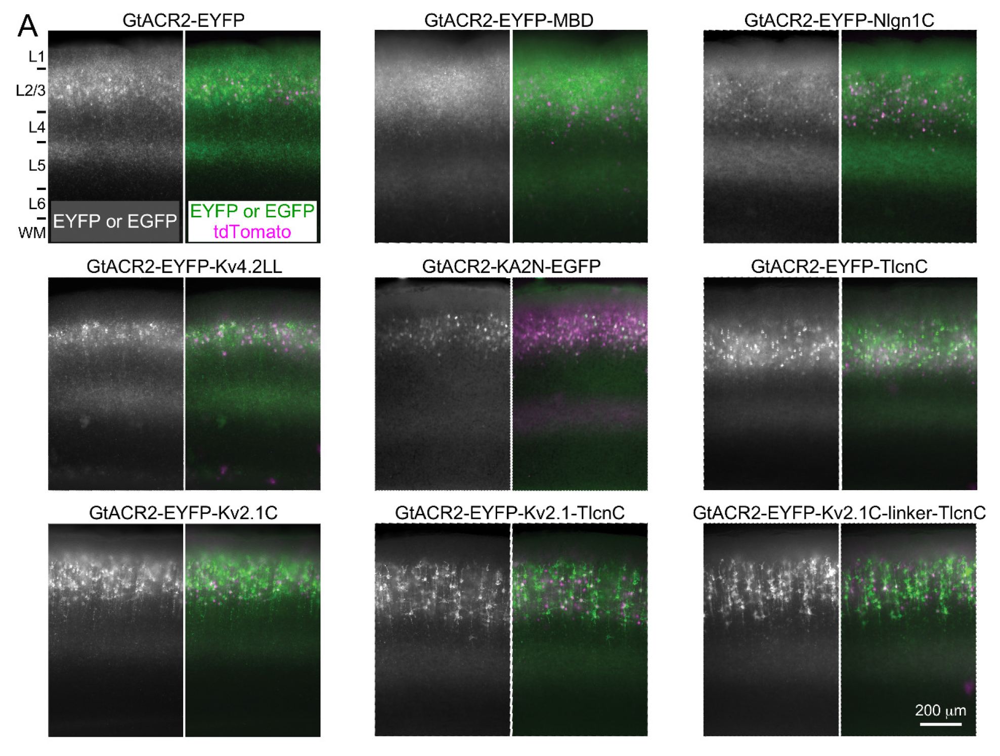 A
GtACR2-EYFP
GtACR2-EYFP-MBD
GtACR2-EYFP-Nlgn1C
L1
L2/3
L4
L5
L6
WM
EYFP or EGFP
EYFP or EGFP
tdTomato
GtACR2-EYFP-Kv4.2LL
GtACR2-KA2N-EGFP
GtACR2-EYFP-TlcnC
GtACR2-EYFP-Kv2.1C
GtACR2-EYFP-Kv2.1-TlcnC
GtACR2-EYFP-Kv2.1C-linker-TlcnC
200 μm